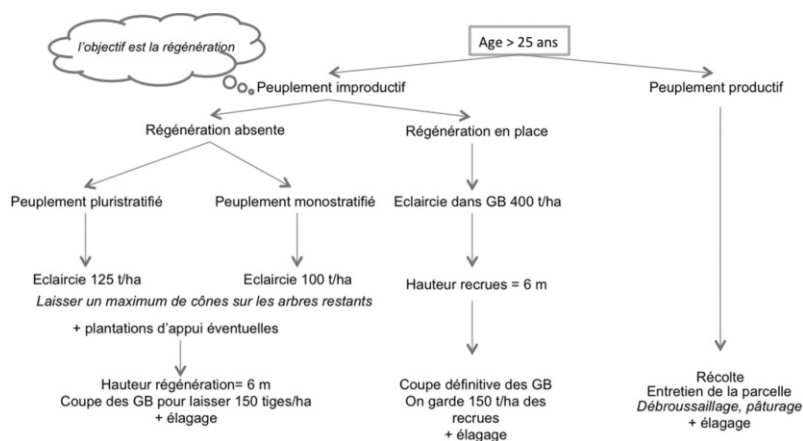 l'objectif est la régénération
Age > 25 ans
Peuplement improductif
Peuplement productif
Régénération absente
Régénération en place
Peuplement pluristratifié
Peuplement monostratifié
Eclaircie dans GB 400 t/ha
Eclaircie 125 t/ha
Eclaircie 100 t/ha
Hauteur recrues = 6 m
Laisser un maximum de cônes sur les arbres restants
+ plantations d'appui éventuelles
Hauteur régénération= 6 m
Coupe des GB pour laisser 150 tiges/ha
+ élagage
Coupe définitive des GB
On garde 150 t/ha des
recrues
+ élagage
Récolte
Entretien de la parcelle
Débroussaillage, pâturage
+ élagage